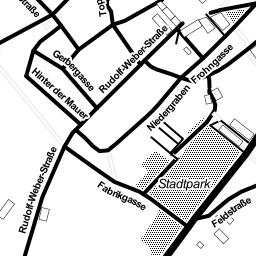 straße
Gerbergasse
Hinter der Mauer
Rudolf-Weber-Straße
Frohngasse
Niedergraben
Stadtpark
Fabrikgasse
Feldstraße
Rudolf-Weber-Straße